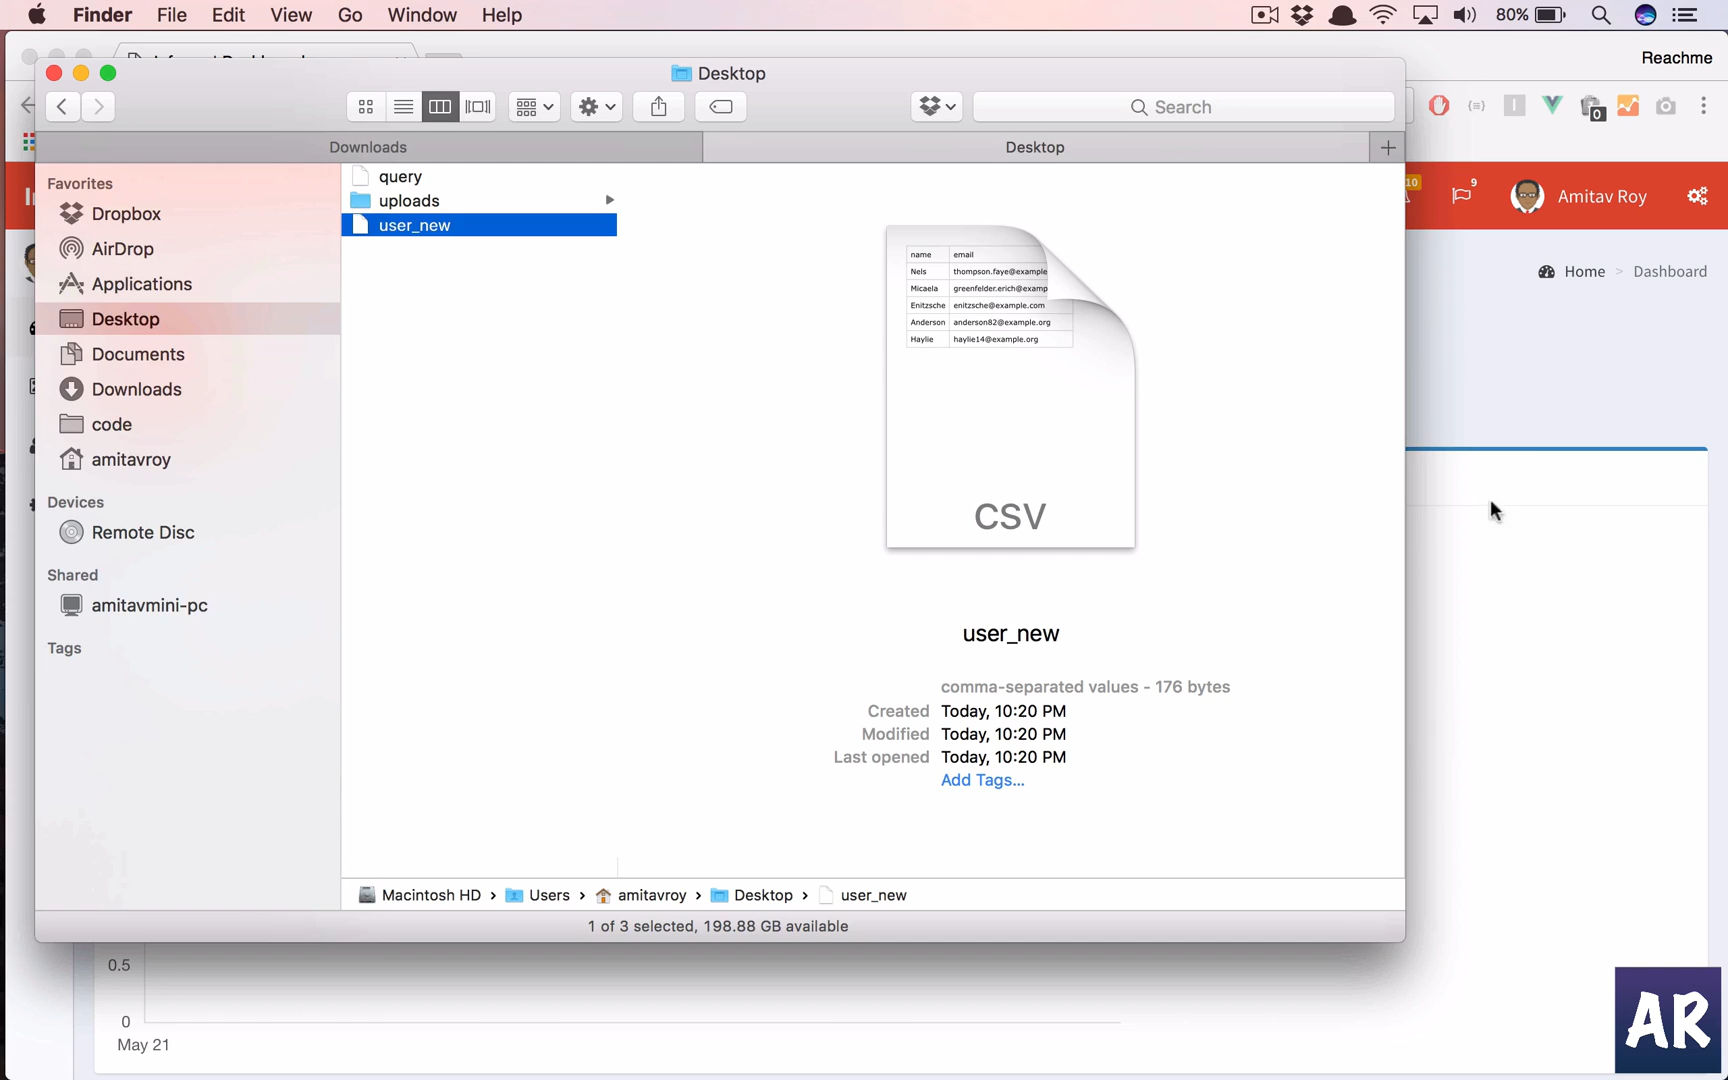 Finder File Edit View Go Window Help 80%
Reachme
Desktop
Search
0
Downloads Desktop
Favorites
Dropbox
AirDrop
Applications
Desktop
Documents
Downloads
code
amitavroy
Devices
Remote Disc
Shared
amitavmini-pc
Tags
query
uploads
user_new
name email
Nels thompson.faye@example
Micaela greenfelder.erich@examp
Enitzsche enitzsche@example.com
Anderson anderson82@example.org
Haylie haylie14@example.org
CSV
user_new
comma-separated values - 176 bytes
Created Today, 10:20 PM
Modified Today, 10:20 PM
Last opened Today, 10:20 PM
Add Tags...
Macintosh HD > Users > amitavroy > Desktop > user_new
1 of 3 selected, 198.88 GB available
10 9 Amitav Roy
Home > Dashboard
0.5
0
May 21
AR